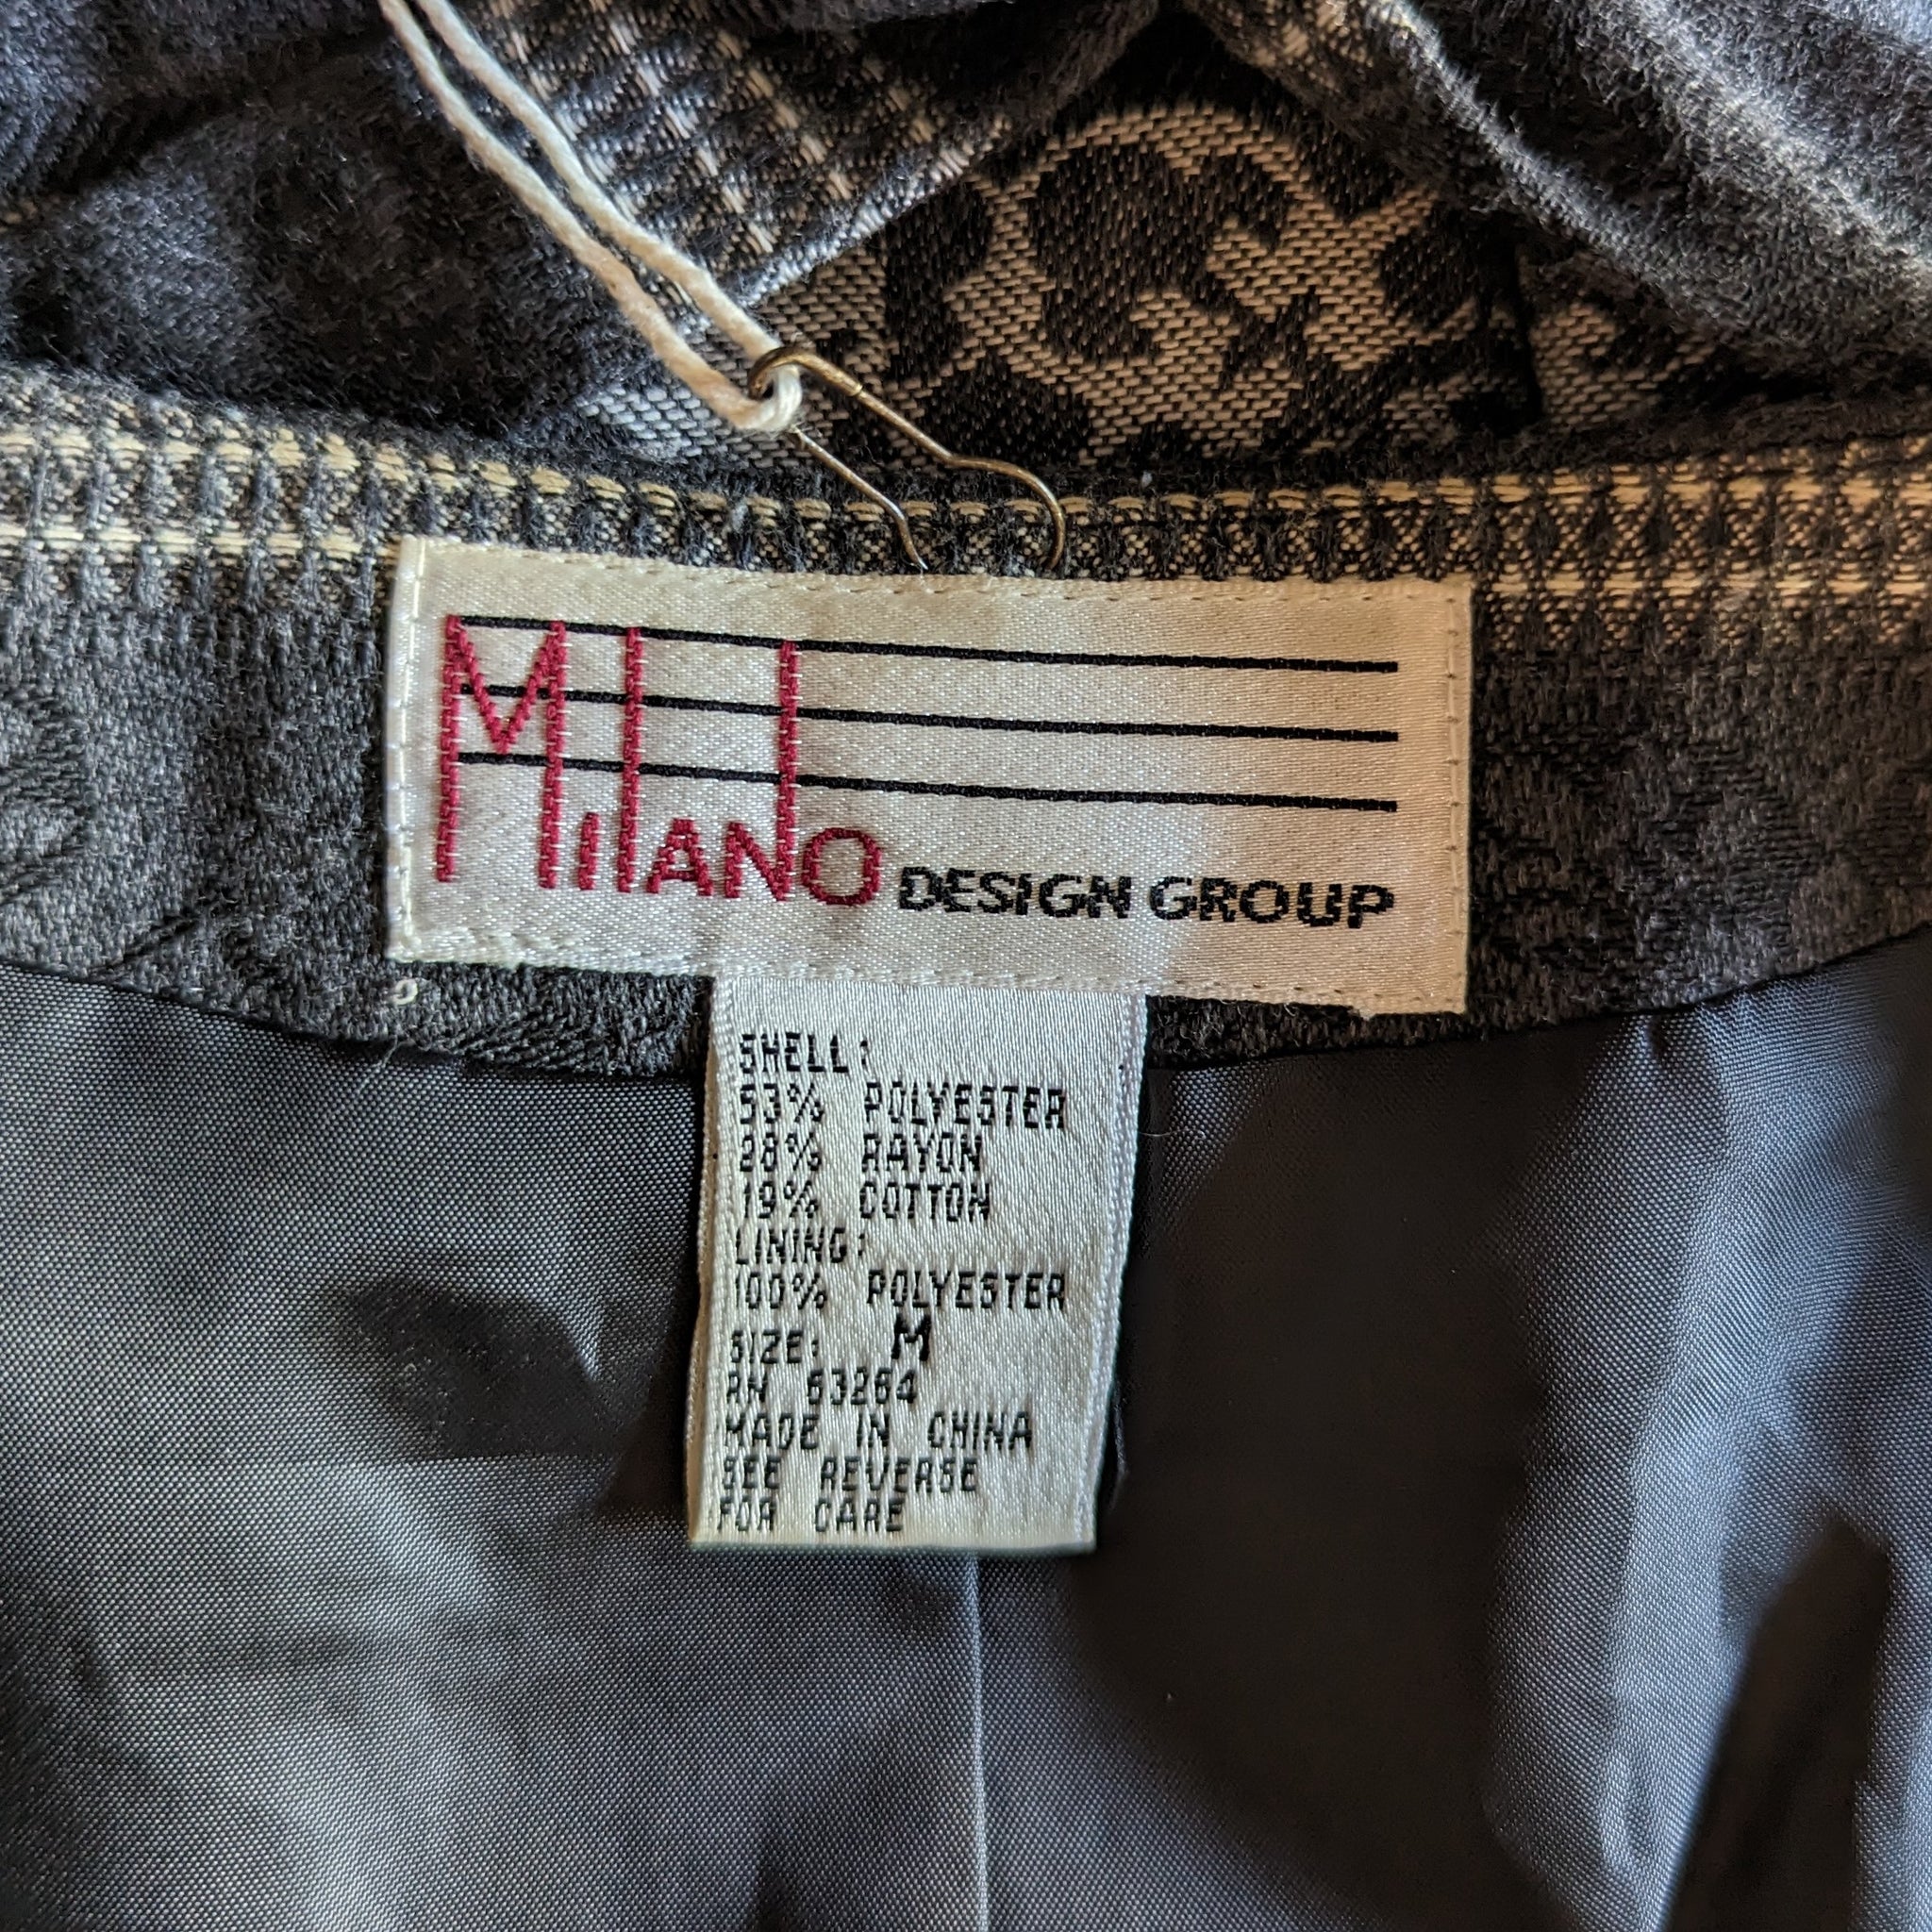 MilANO DESIGN GROUP
SHELL:
53% POLYESTER
28% RAYON
19% COTTON
LINING:
100% POLYESTER
SIZE: M
RN
MADE IN CHINA
SEE REVERSE
FOR CARE